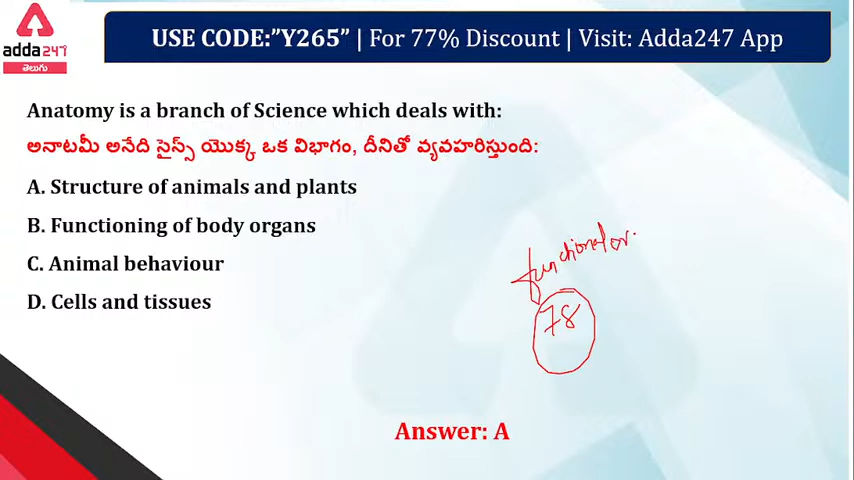 adda247
తెలుగు
USE CODE:”Y265” | For 77% Discount | Visit: Adda247 App
Anatomy is a branch of Science which deals with:
అనాటమీ అనేది సైన్స్ యొక్క ఒక విభాగం, దీనితో వ్యవహరిస్తుంది:
A. Structure of animals and plants
B. Functioning of body organs
C. Animal behaviour
D. Cells and tissues
functional or.
78
Answer: A